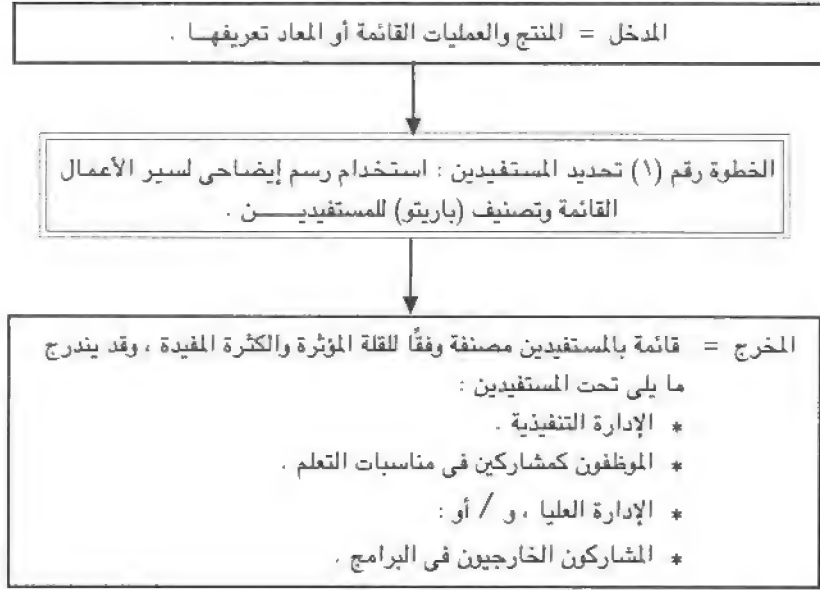 المدخل = المنتج والعمليات القائمة أو المعاد تعريفهـــا .
الخطوة رقم (١) تحديد المستفيدين : استخدام رسم إيضاحى لسير الأعمال
القائمة وتصنيف (باريتو) للمستفيديـــــن .
المخرج = قائمة بالمستفيدين مصنفة وفقًا للقلة المؤثرة والكثرة المفيدة ، وقد يندرج
ما يلى تحت المستفيدين :
* الإدارة التنفيذية .
* الموظفون كمشاركين فى مناسبات التعلم .
* الإدارة العليا ، و / أو :
* المشاركون الخارجيون فى البرامج .